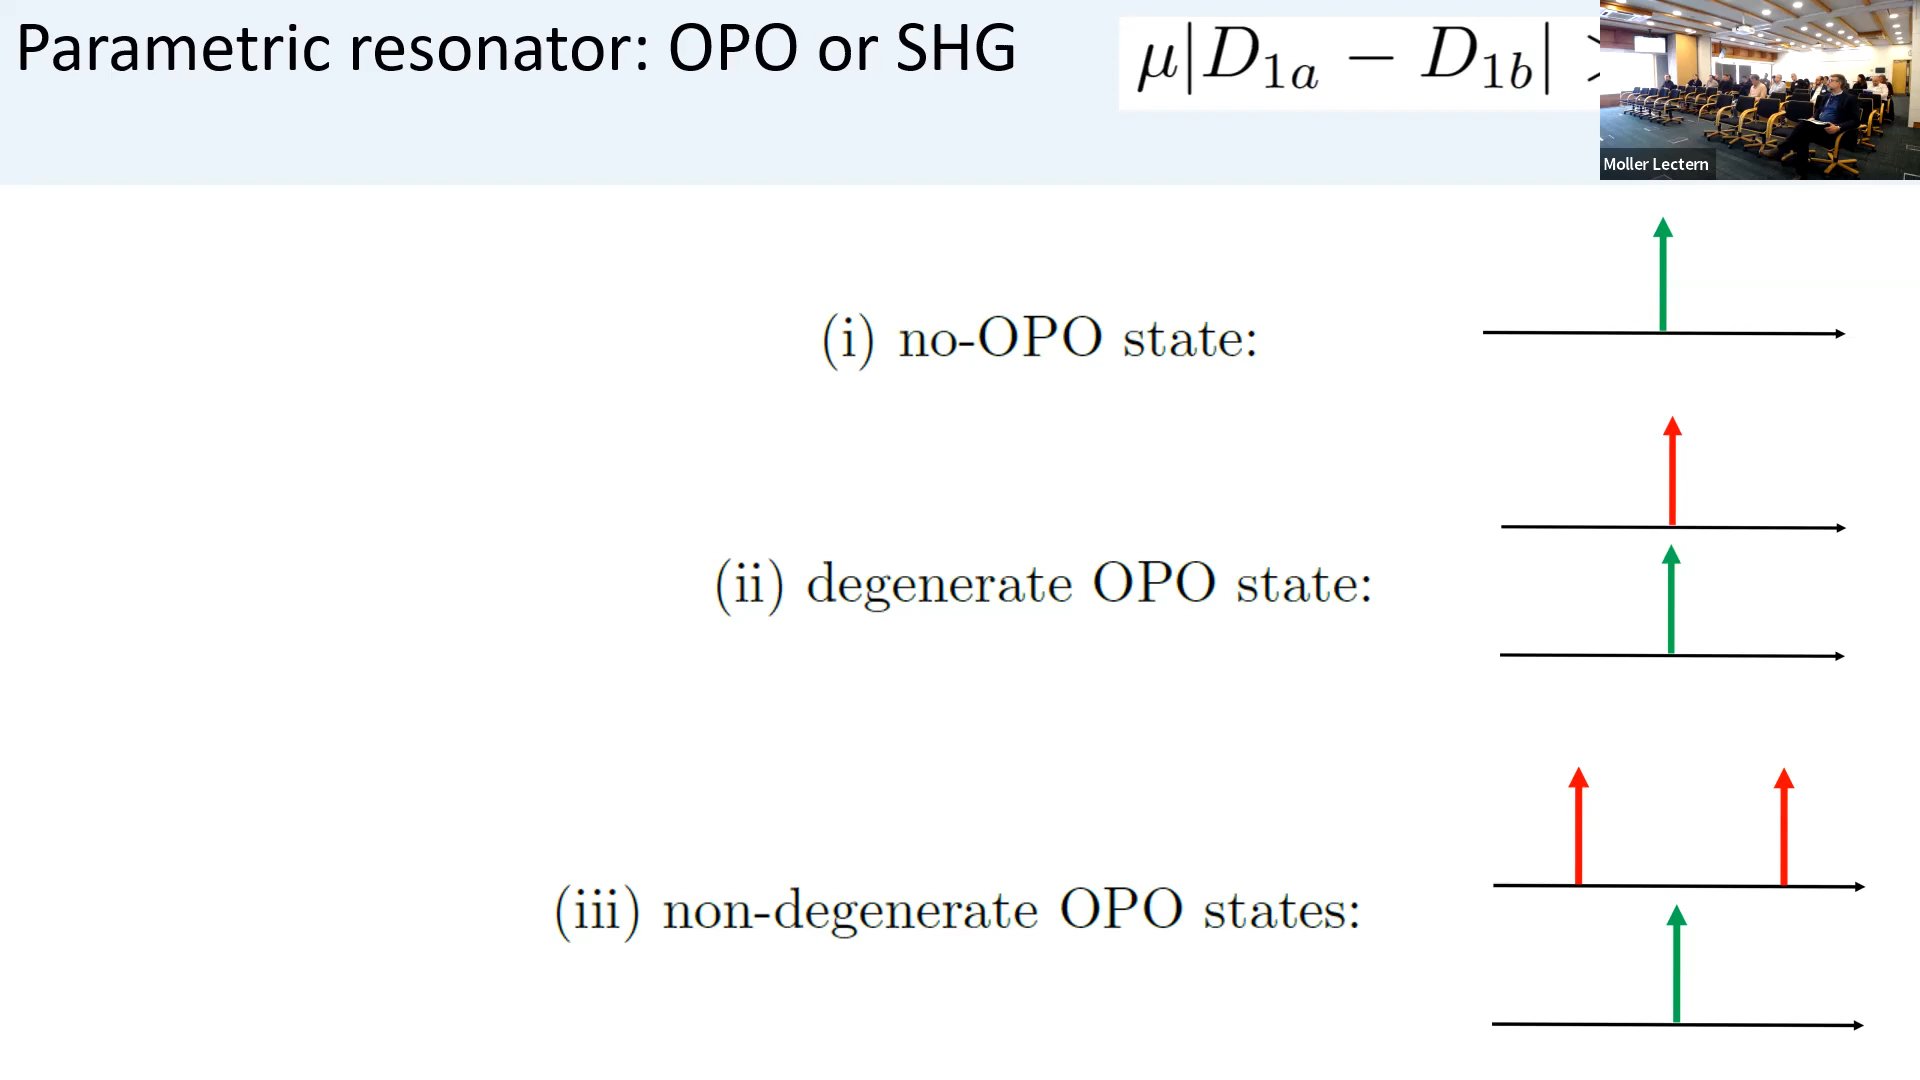 Parametric resonator: OPO or SHG
μ|D₁ₐ − D₁b| >
Moller Lectern
(i) no-OPO state:
(ii) degenerate OPO state:
(iii) non-degenerate OPO states: